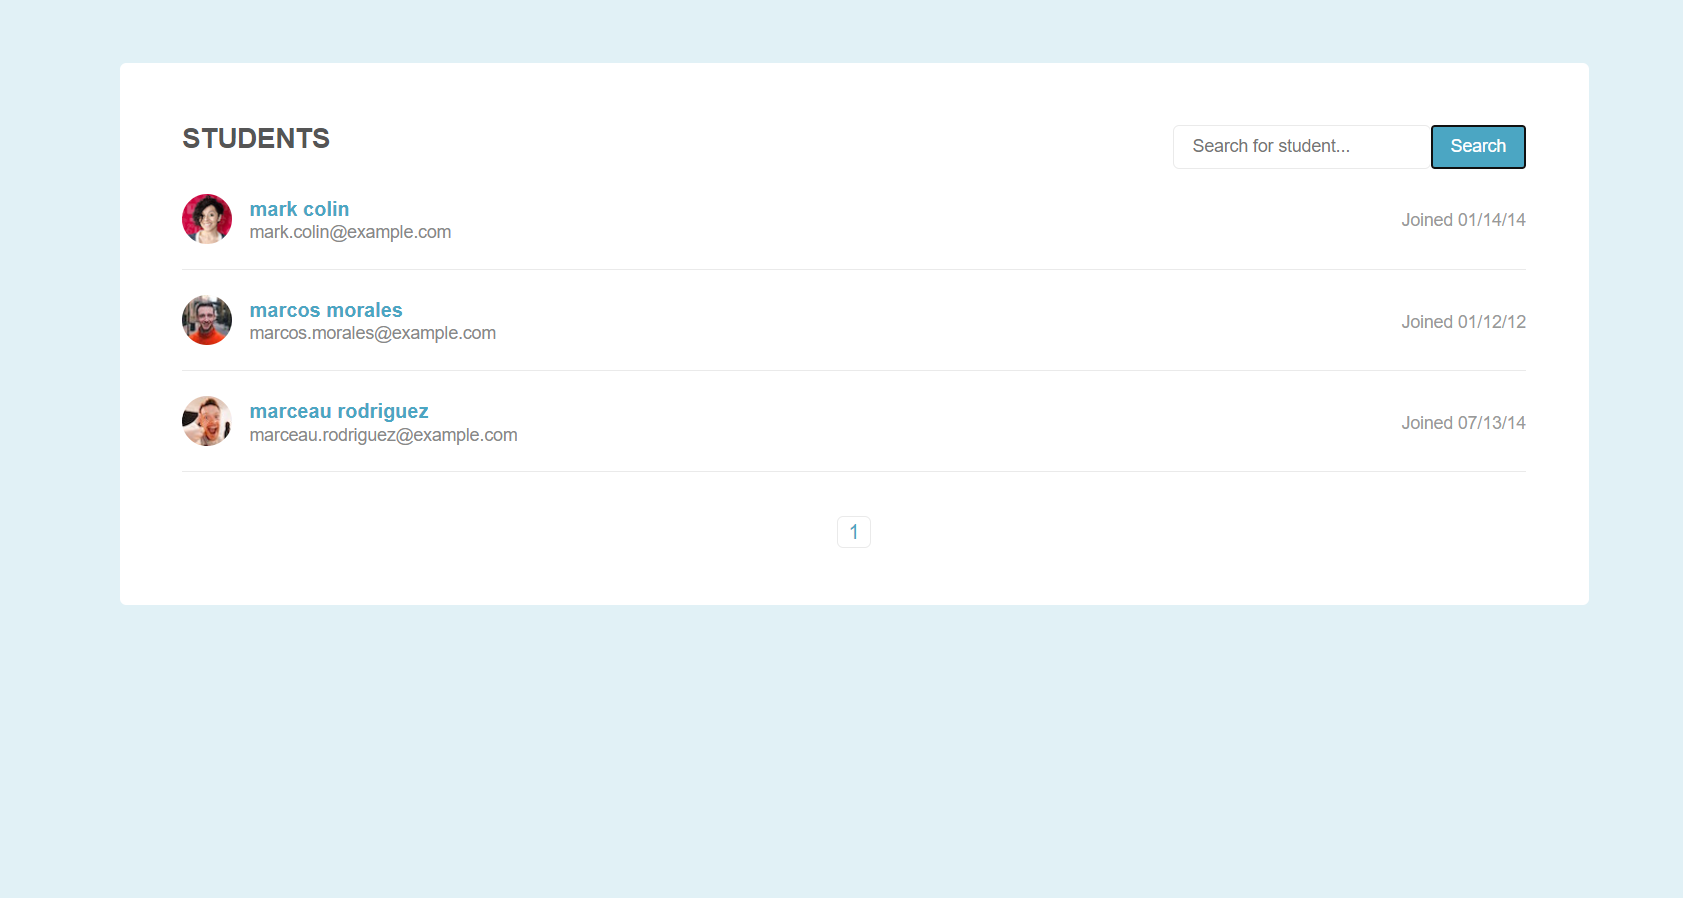 STUDENTS
Search for student...
Search
mark colin
mark.colin@example.com
Joined 01/14/14
marcos morales
marcos.morales@example.com
Joined 01/12/12
marceau rodriguez
marceau.rodriguez@example.com
Joined 07/13/14
1